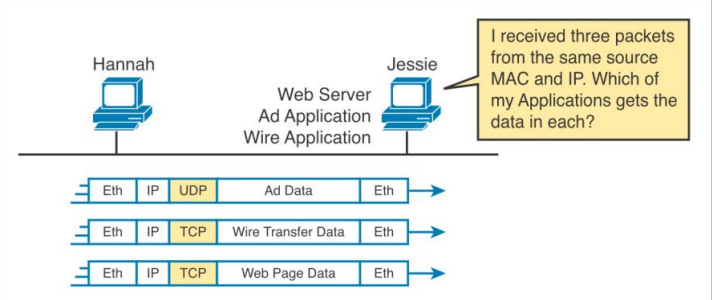 Hannah
Jessie
Web Server
Ad Application
Wire Application
I received three packets
from the same source
MAC and IP. Which of
my Applications gets the
data in each?
Eth IP UDP Ad Data Eth
Eth IP TCP Wire Transfer Data Eth
Eth IP TCP Web Page Data Eth